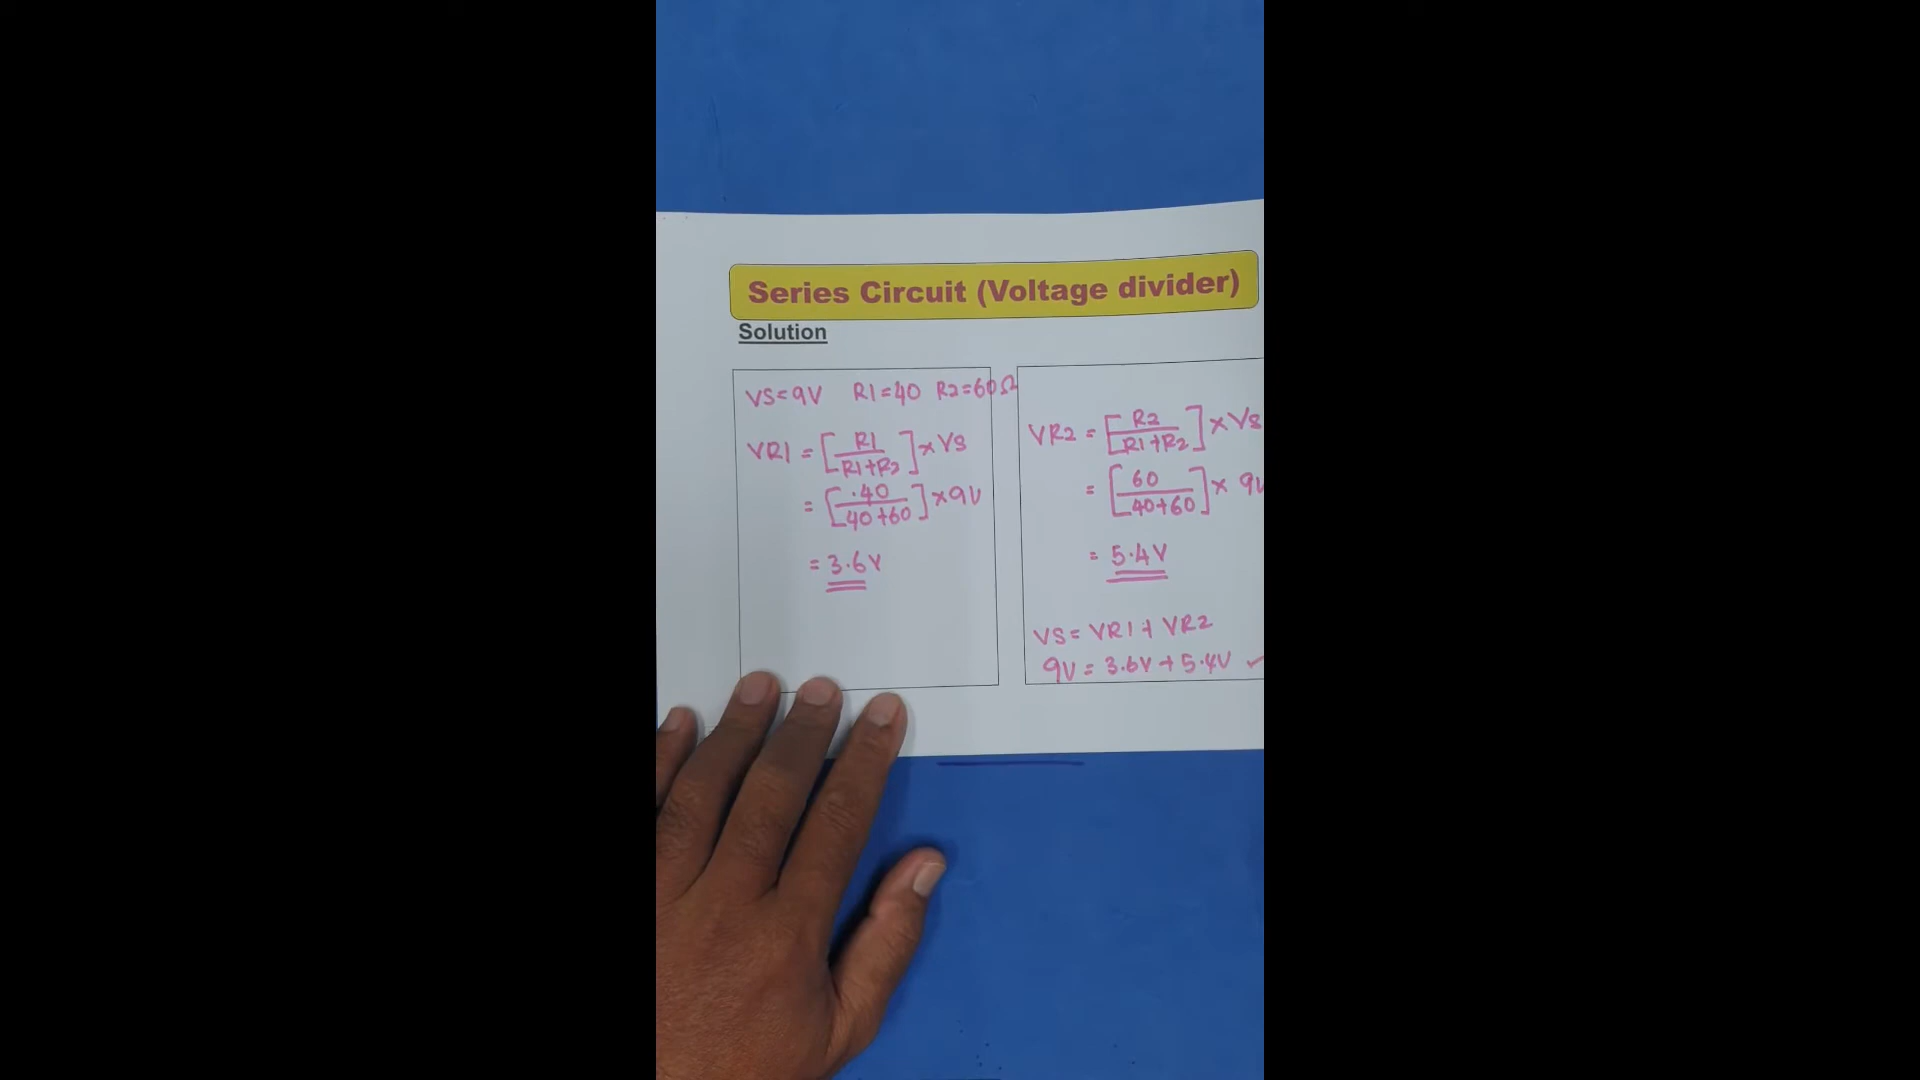 Series Circuit (Voltage divider)
Solution
VS=9V R1=40 R2=60Ω
VR1 = [R1/R1+R2] × VS
= [40/40+60] × 9V
= 3.6V
VR2 = [R2/R1+R2] × VS
= [60/40+60] × 9V
= 5.4V
VS = VR1 + VR2
9V = 3.6V + 5.4V ✓